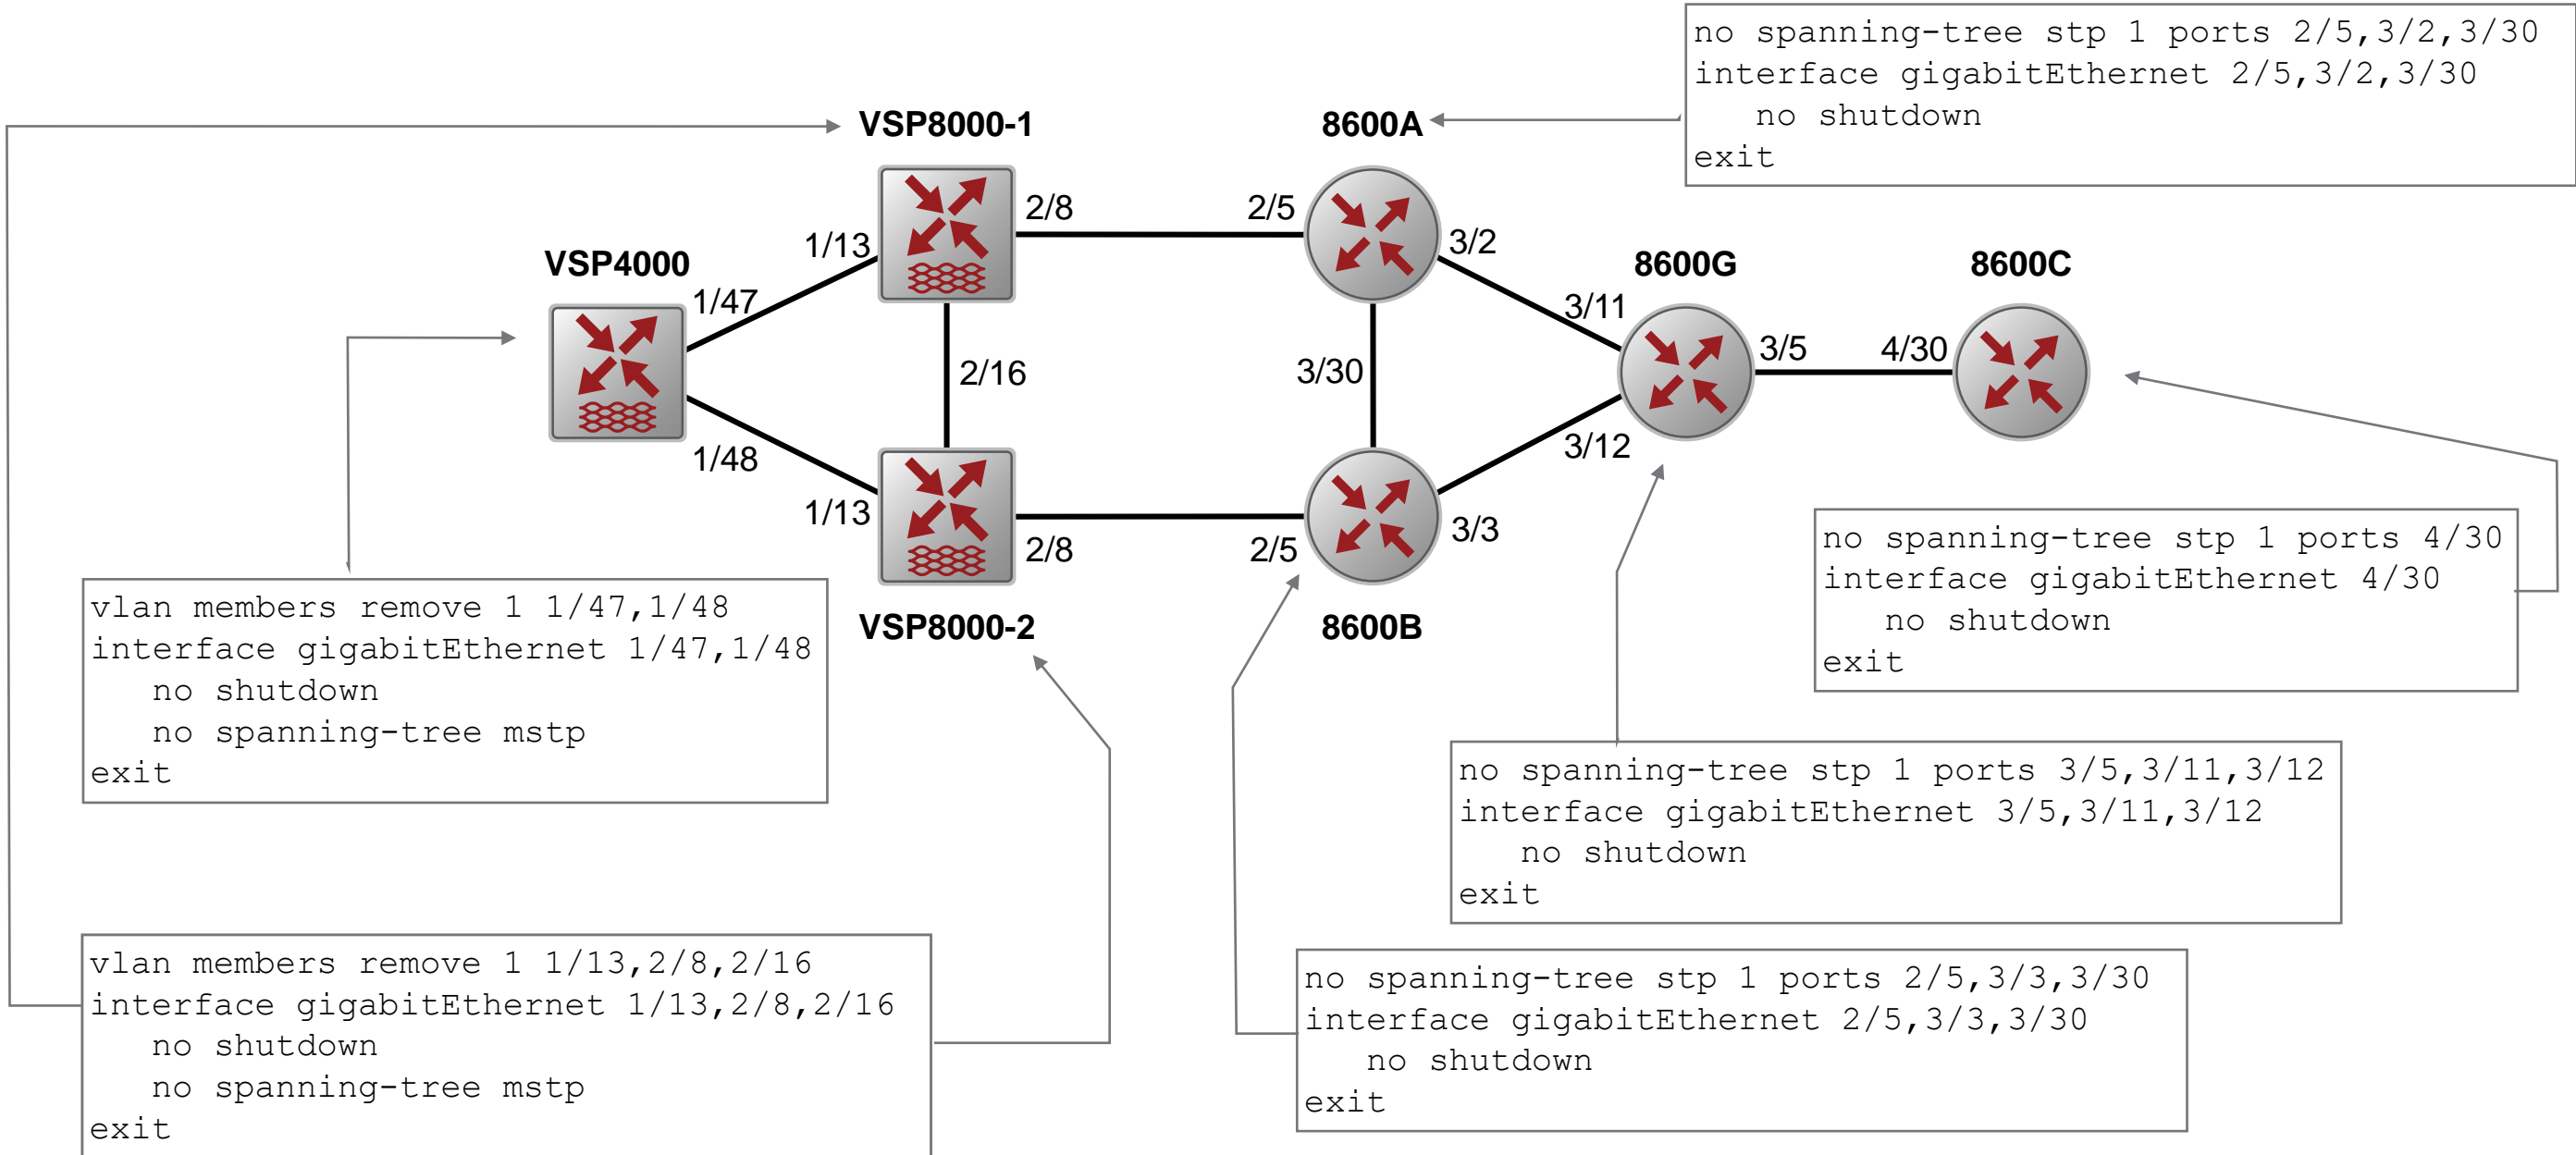 no spanning-tree stp 1 ports 2/5,3/2,3/30
interface gigabitEthernet 2/5,3/2,3/30
   no shutdown
exit
VSP8000-1
8600A
2/8
2/5
1/13
3/2
VSP4000
8600G
8600C
1/47
3/11
3/5
4/30
2/16
3/30
1/48
3/12
1/13
3/3
2/8
2/5
VSP8000-2
8600B
no spanning-tree stp 1 ports 4/30
interface gigabitEthernet 4/30
   no shutdown
exit
vlan members remove 1 1/47,1/48
interface gigabitEthernet 1/47,1/48
   no shutdown
   no spanning-tree mstp
exit
no spanning-tree stp 1 ports 3/5,3/11,3/12
interface gigabitEthernet 3/5,3/11,3/12
   no shutdown
exit
vlan members remove 1 1/13,2/8,2/16
interface gigabitEthernet 1/13,2/8,2/16
   no shutdown
   no spanning-tree mstp
exit
no spanning-tree stp 1 ports 2/5,3/3,3/30
interface gigabitEthernet 2/5,3/3,3/30
   no shutdown
exit